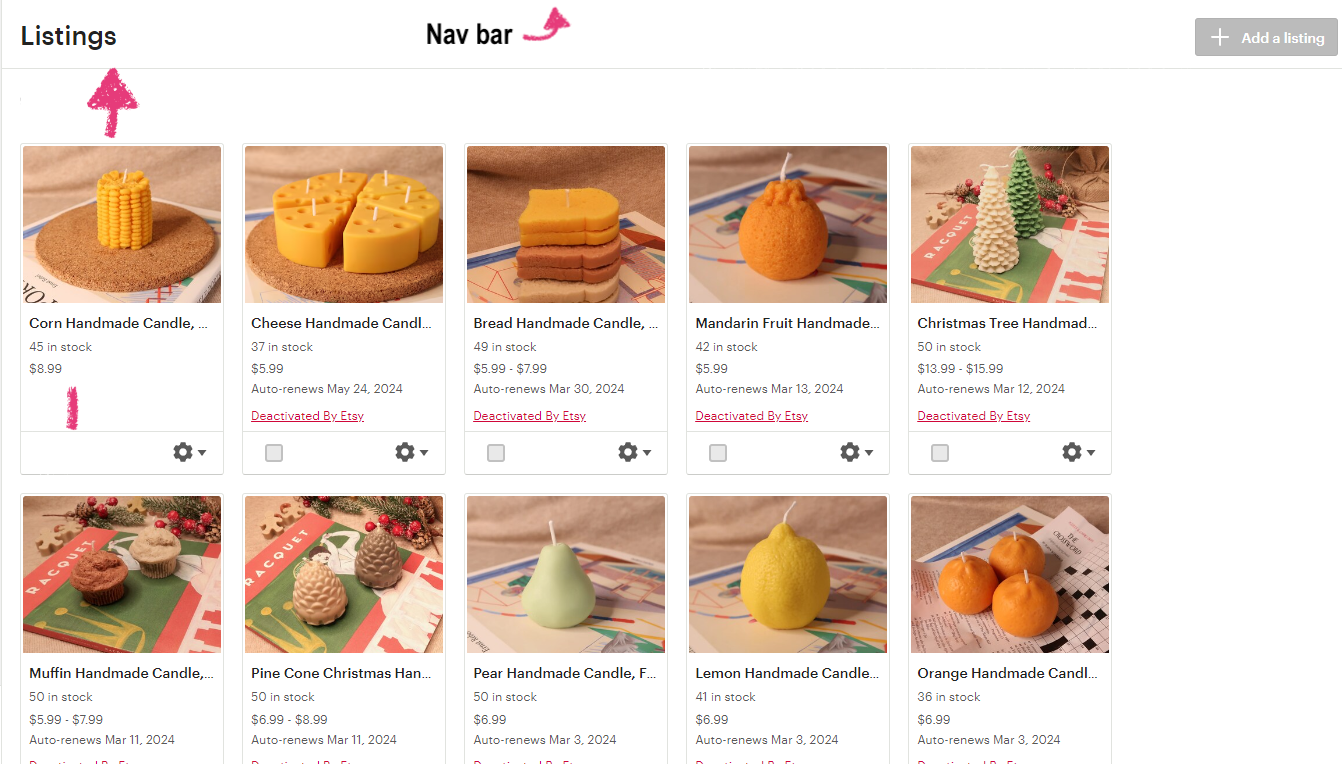 Listings
Nav bar
Add a listing
RACQUET
THE
CROSSWORD
Corn Handmade Candle, ...
Cheese Handmade Candl...
Bread Handmade Candle, ...
Mandarin Fruit Handmade...
Christmas Tree Handmad...
45 in stock
37 in stock
49 in stock
42 in stock
50 in stock
$8.99
$5.99
$5.99 - $7.99
$5.99
$13.99 - $15.99
Auto-renews May 24, 2024
Auto-renews Mar 30, 2024
Auto-renews Mar 13, 2024
Auto-renews Mar 12, 2024
Deactivated By Etsy
Deactivated By Etsy
Deactivated By Etsy
Deactivated By Etsy
RACQUET
RACQUET
Muffin Handmade Candle,...
Pine Cone Christmas Han...
Pear Handmade Candle, F...
Lemon Handmade Candle...
Orange Handmade Candl...
50 in stock
50 in stock
50 in stock
41 in stock
36 in stock
$5.99 - $7.99
$6.99 - $8.99
$6.99
$6.99
$6.99
Auto-renews Mar 11, 2024
Auto-renews Mar 11, 2024
Auto-renews Mar 3, 2024
Auto-renews Mar 3, 2024
Auto-renews Mar 3, 2024